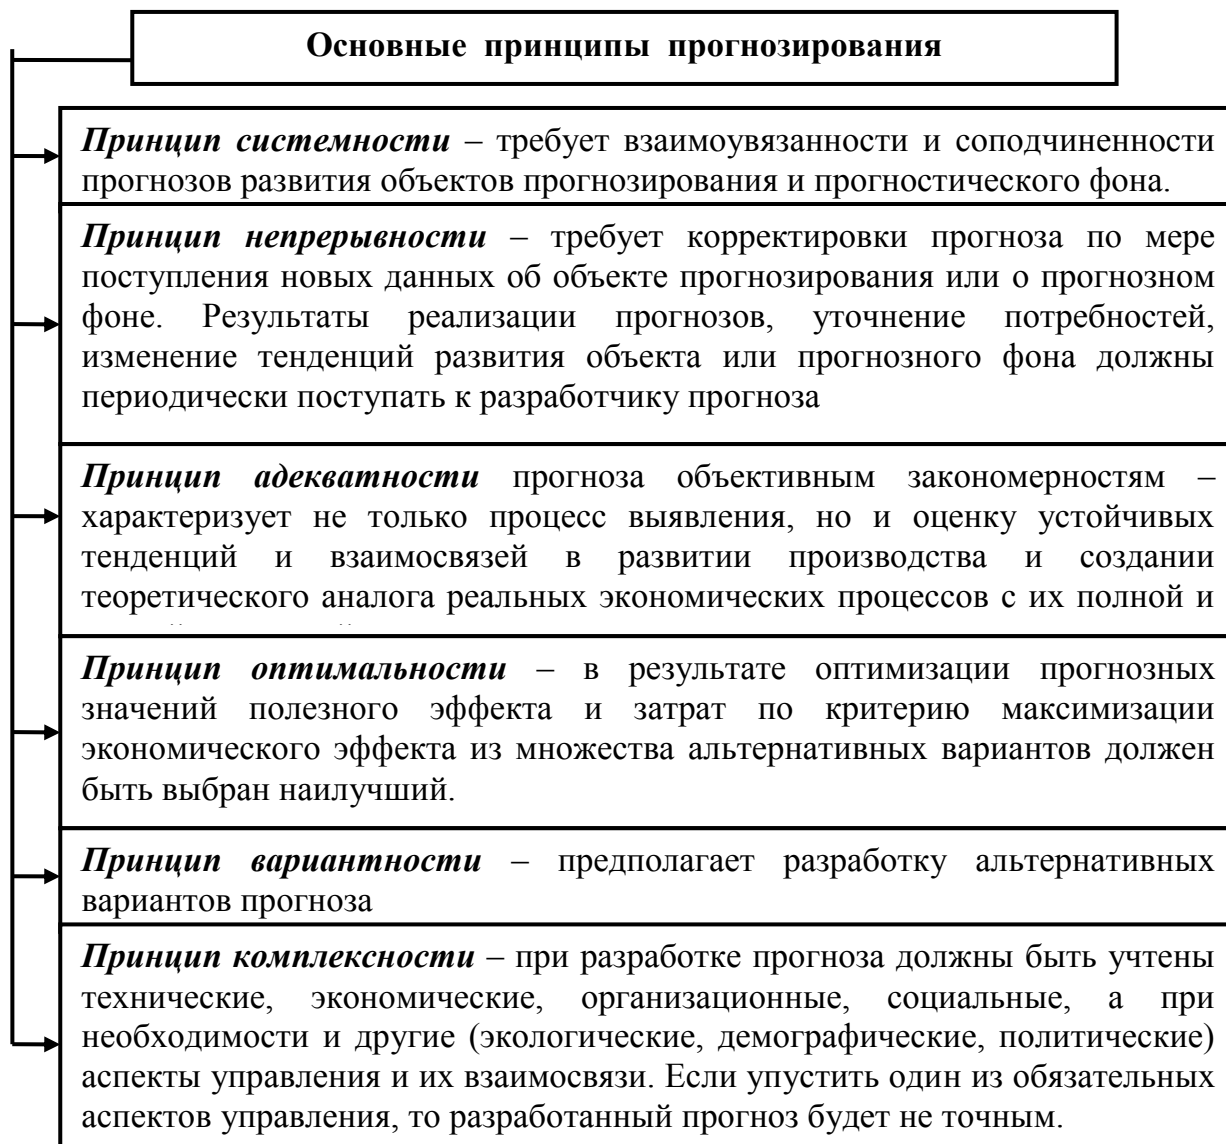 Основные принципы прогнозирования
Принцип системности – требует взаимоувязанности и соподчиненности
прогнозов развития объектов прогнозирования и прогностического фона.
Принцип непрерывности – требует корректировки прогноза по мере
поступления новых данных об объекте прогнозирования или о прогнозном
фоне. Результаты реализации прогнозов, уточнение потребностей,
изменение тенденций развития объекта или прогнозного фона должны
периодически поступать к разработчику прогноза
Принцип адекватности прогноза объективным закономерностям –
характеризует не только процесс выявления, но и оценку устойчивых
тенденций и взаимосвязей в развитии производства и создании
теоретического аналога реальных экономических процессов с их полной и
Принцип оптимальности – в результате оптимизации прогнозных
значений полезного эффекта и затрат по критерию максимизации
экономического эффекта из множества альтернативных вариантов должен
быть выбран наилучший.
Принцип вариантности – предполагает разработку альтернативных
вариантов прогноза
Принцип комплексности – при разработке прогноза должны быть учтены
технические, экономические, организационные, социальные, а при
необходимости и другие (экологические, демографические, политические)
аспекты управления и их взаимосвязи. Если упустить один из обязательных
аспектов управления, то разработанный прогноз будет не точным.